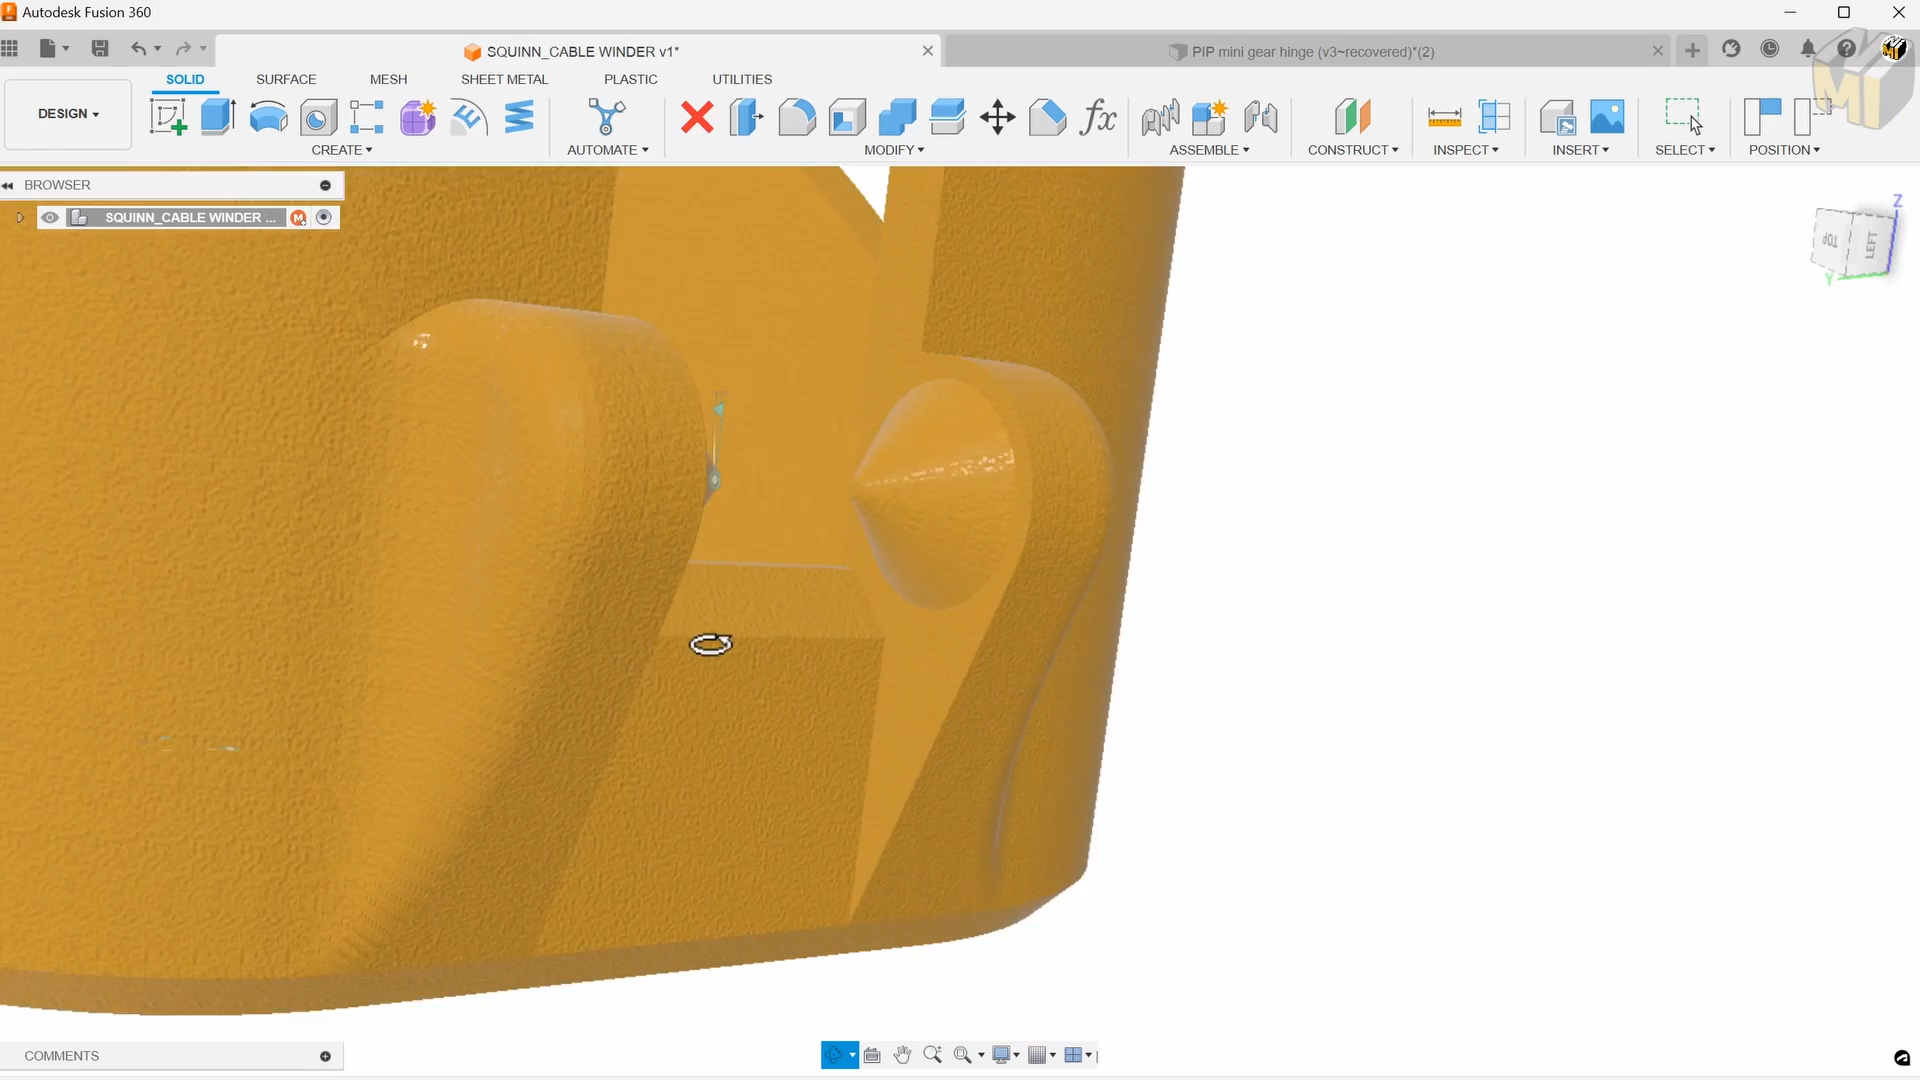 Autodesk Fusion 360
SQUINN_CABLE WINDER v1*
PIP mini gear hinge (v3~recovered)*(2)
SOLID SURFACE MESH SHEET METAL PLASTIC UTILITIES
DESIGN
CREATE AUTOMATE MODIFY ASSEMBLE CONSTRUCT INSPECT INSERT SELECT POSITION
MI
BROWSER
SQUINN_CABLE WINDER ...
Z
TOP
LEFT
Y
COMMENTS